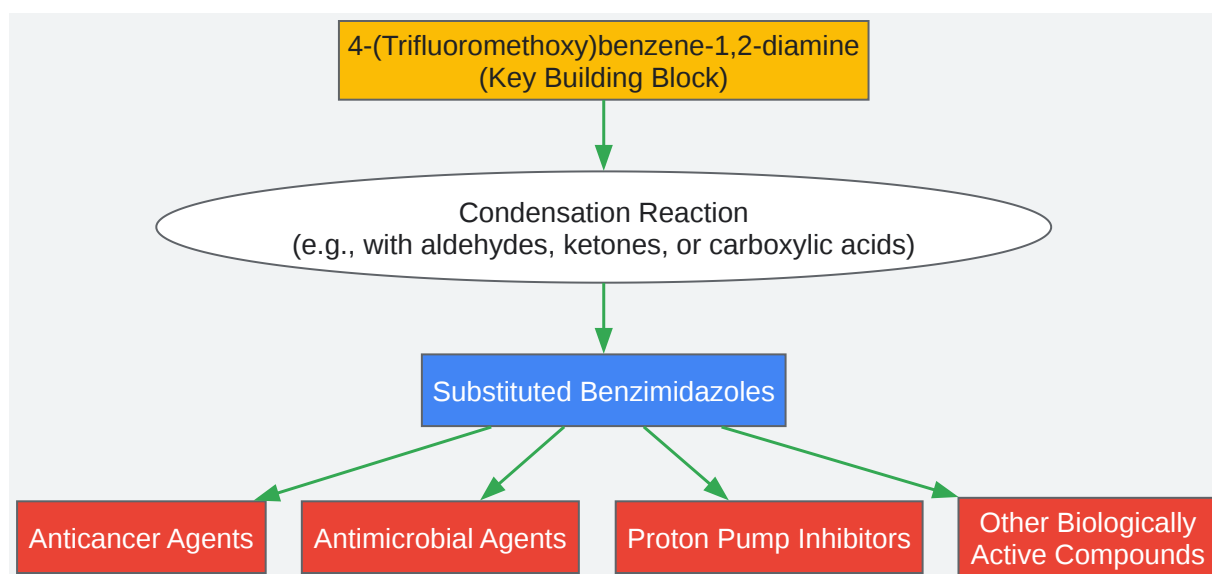 4-(Trifluoromethoxy)benzene-1,2-diamine
(Key Building Block)
Condensation Reaction
(e.g., with aldehydes, ketones, or carboxylic acids)
Substituted Benzimidazoles
Anticancer Agents
Antimicrobial Agents
Proton Pump Inhibitors
Other Biologically
Active Compounds